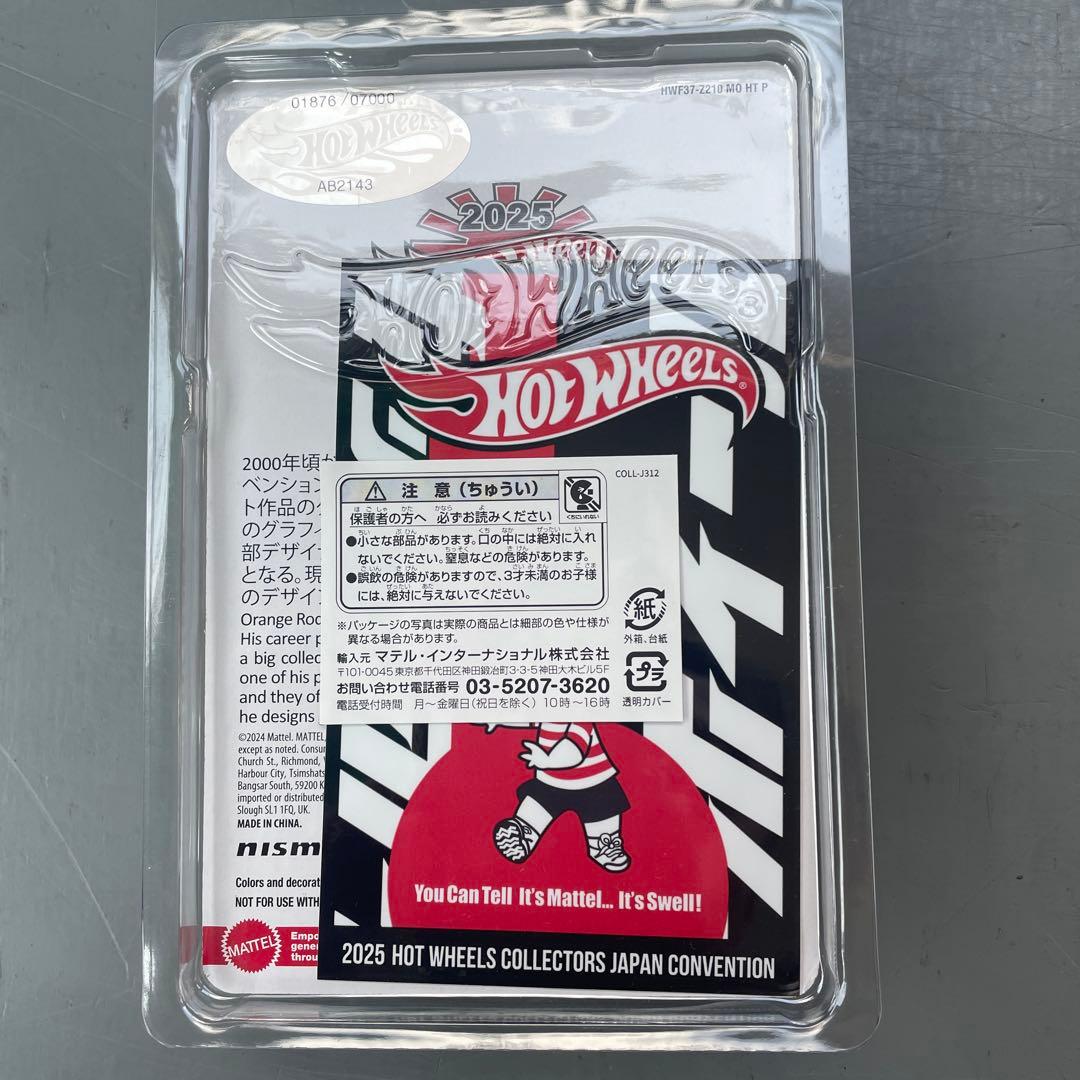 01876 /07000
HOT WHEELS
AB2143
HWF37-Z210 MO HT P
2025
HOT WHEELS®
HOT WHEELS®
2000年頃か
ベンション
ト作品の
のグラフィ
部デザイ
となる。現
のデザイ
Orange Rod
His career p
a big collec
one of his p
and they of
he designs
©2024 Mattel. MATTEL
except as noted. Consu
Church St., Richmond,
Harbour City, Tsimshats
Bangsar South, 59200 K
imported or distributed
Slough SL1 1FQ, UK.
MADE IN CHINA.
nism
Colors and decorat
NOT FOR USE WITH
MATTEL
Empo
gene
throu
COLL-J312
注 意 (ちゅうい)
くちにいれない
保護者の方へ 必ずお読みください
●小さな部品があります。口の中には絶対に入れ
ないでください。窒息などの危険があります。
●誤飲の危険がありますので、3才未満のお子様
には、絶対に与えないでください。
※パッケージの写真は実際の商品とは細部の色や仕様が
異なる場合があります。
輸入元 マテル・インターナショナル株式会社
〒101-0045 東京都千代田区神田鍛冶町3-3-5 神田大木ビル5F
お問い合わせ電話番号 03-5207-3620
電話受付時間 月〜金曜日(祝日を除く) 10時〜16時
紙
外箱、台紙
プラ
透明カバー
You Can Tell It's Mattel... It's Swell!
2025 HOT WHEELS COLLECTORS JAPAN CONVENTION